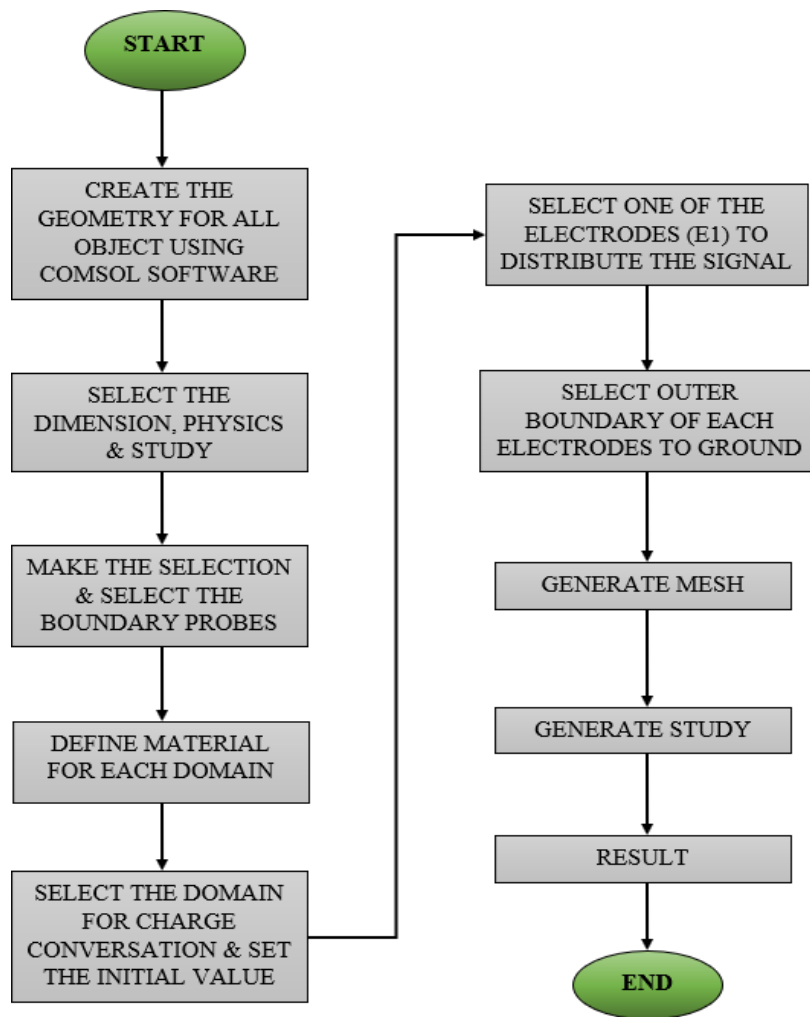 START
CREATE THE
GEOMETRY FOR ALL
OBJECT USING
COMSOL SOFTWARE
SELECT THE
DIMENSION, PHYSICS
& STUDY
MAKE THE SELECTION
& SELECT THE
BOUNDARY PROBES
DEFINE MATERIAL
FOR EACH DOMAIN
SELECT THE DOMAIN
FOR CHARGE
CONVERSATION & SET
THE INITIAL VALUE
SELECT ONE OF THE
ELECTRODES (E1) TO
DISTRIBUTE THE SIGNAL
SELECT OUTER
BOUNDARY OF EACH
ELECTRODES TO GROUND
GENERATE MESH
GENERATE STUDY
RESULT
END